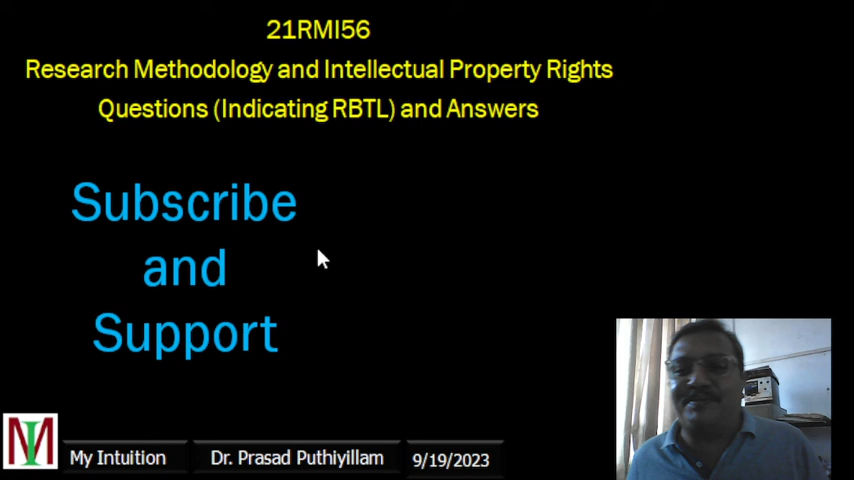 21RMI56
Research Methodology and Intellectual Property Rights
Questions (Indicating RBTL) and Answers
Subscribe
and
Support
MI
My Intuition
Dr. Prasad Puthiyillam
9/19/2023